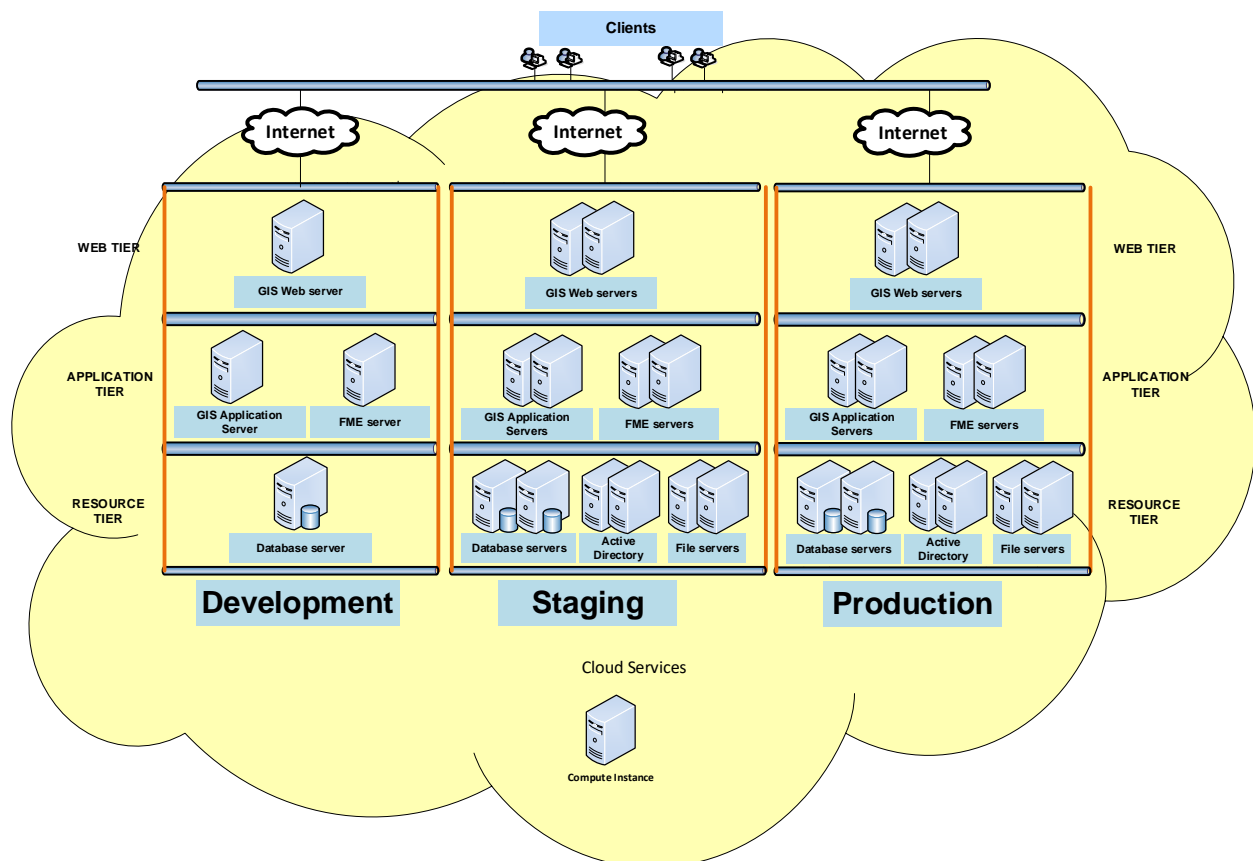 Clients
Internet
Internet
Internet
WEB TIER
WEB TIER
GIS Web server
GIS Web servers
GIS Web servers
APPLICATION
TIER
APPLICATION
TIER
GIS Application
Server
FME server
GIS Application
Servers
FME servers
GIS Application
Servers
FME servers
RESOURCE
TIER
RESOURCE
TIER
Database server
Database servers
Active
Directory
File servers
Database servers
Active
Directory
File servers
Development
Staging
Production
Cloud Services
Compute Instance